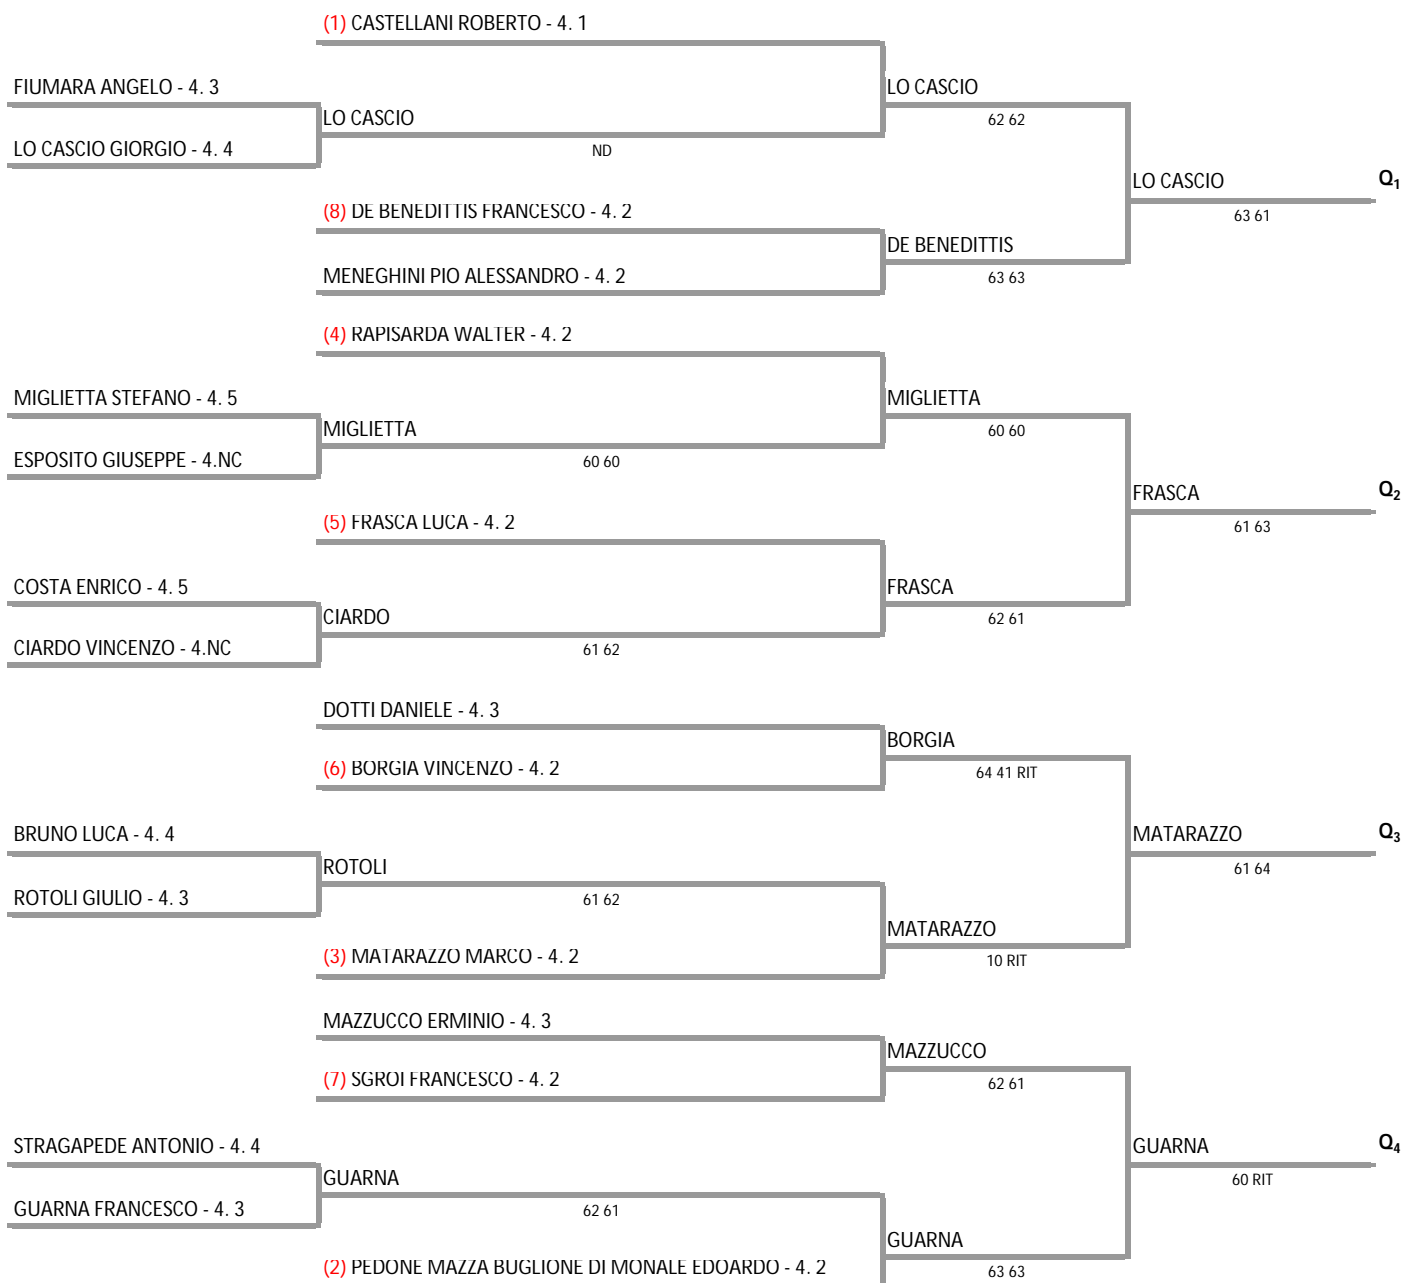 (1) CASTELLANI ROBERTO - 4. 1
FIUMARA ANGELO - 4. 3
LO CASCIO
LO CASCIO
62 62
LO CASCIO GIORGIO - 4. 4
ND
LO CASCIO
Q1
63 61
(8) DE BENEDITTIS FRANCESCO - 4. 2
DE BENEDITTIS
MENEGHINI PIO ALESSANDRO - 4. 2
63 63
(4) RAPISARDA WALTER - 4. 2
MIGLIETTA STEFANO - 4. 5
MIGLIETTA
MIGLIETTA
60 60
ESPOSITO GIUSEPPE - 4.NC
60 60
FRASCA
Q2
(5) FRASCA LUCA - 4. 2
61 63
COSTA ENRICO - 4. 5
FRASCA
CIARDO
62 61
CIARDO VINCENZO - 4.NC
61 62
DOTTI DANIELE - 4. 3
BORGIA
(6) BORGIA VINCENZO - 4. 2
64 41 RIT
BRUNO LUCA - 4. 4
MATARAZZO
Q3
ROTOLI
61 64
ROTOLI GIULIO - 4. 3
61 62
MATARAZZO
(3) MATARAZZO MARCO - 4. 2
10 RIT
MAZZUCCO ERMINIO - 4. 3
MAZZUCCO
(7) SGROI FRANCESCO - 4. 2
62 61
STRAGAPEDE ANTONIO - 4. 4
GUARNA
Q4
GUARNA
60 RIT
GUARNA FRANCESCO - 4. 3
62 61
GUARNA
(2) PEDONE MAZZA BUGLIONE DI MONALE EDOARDO - 4. 2
63 63